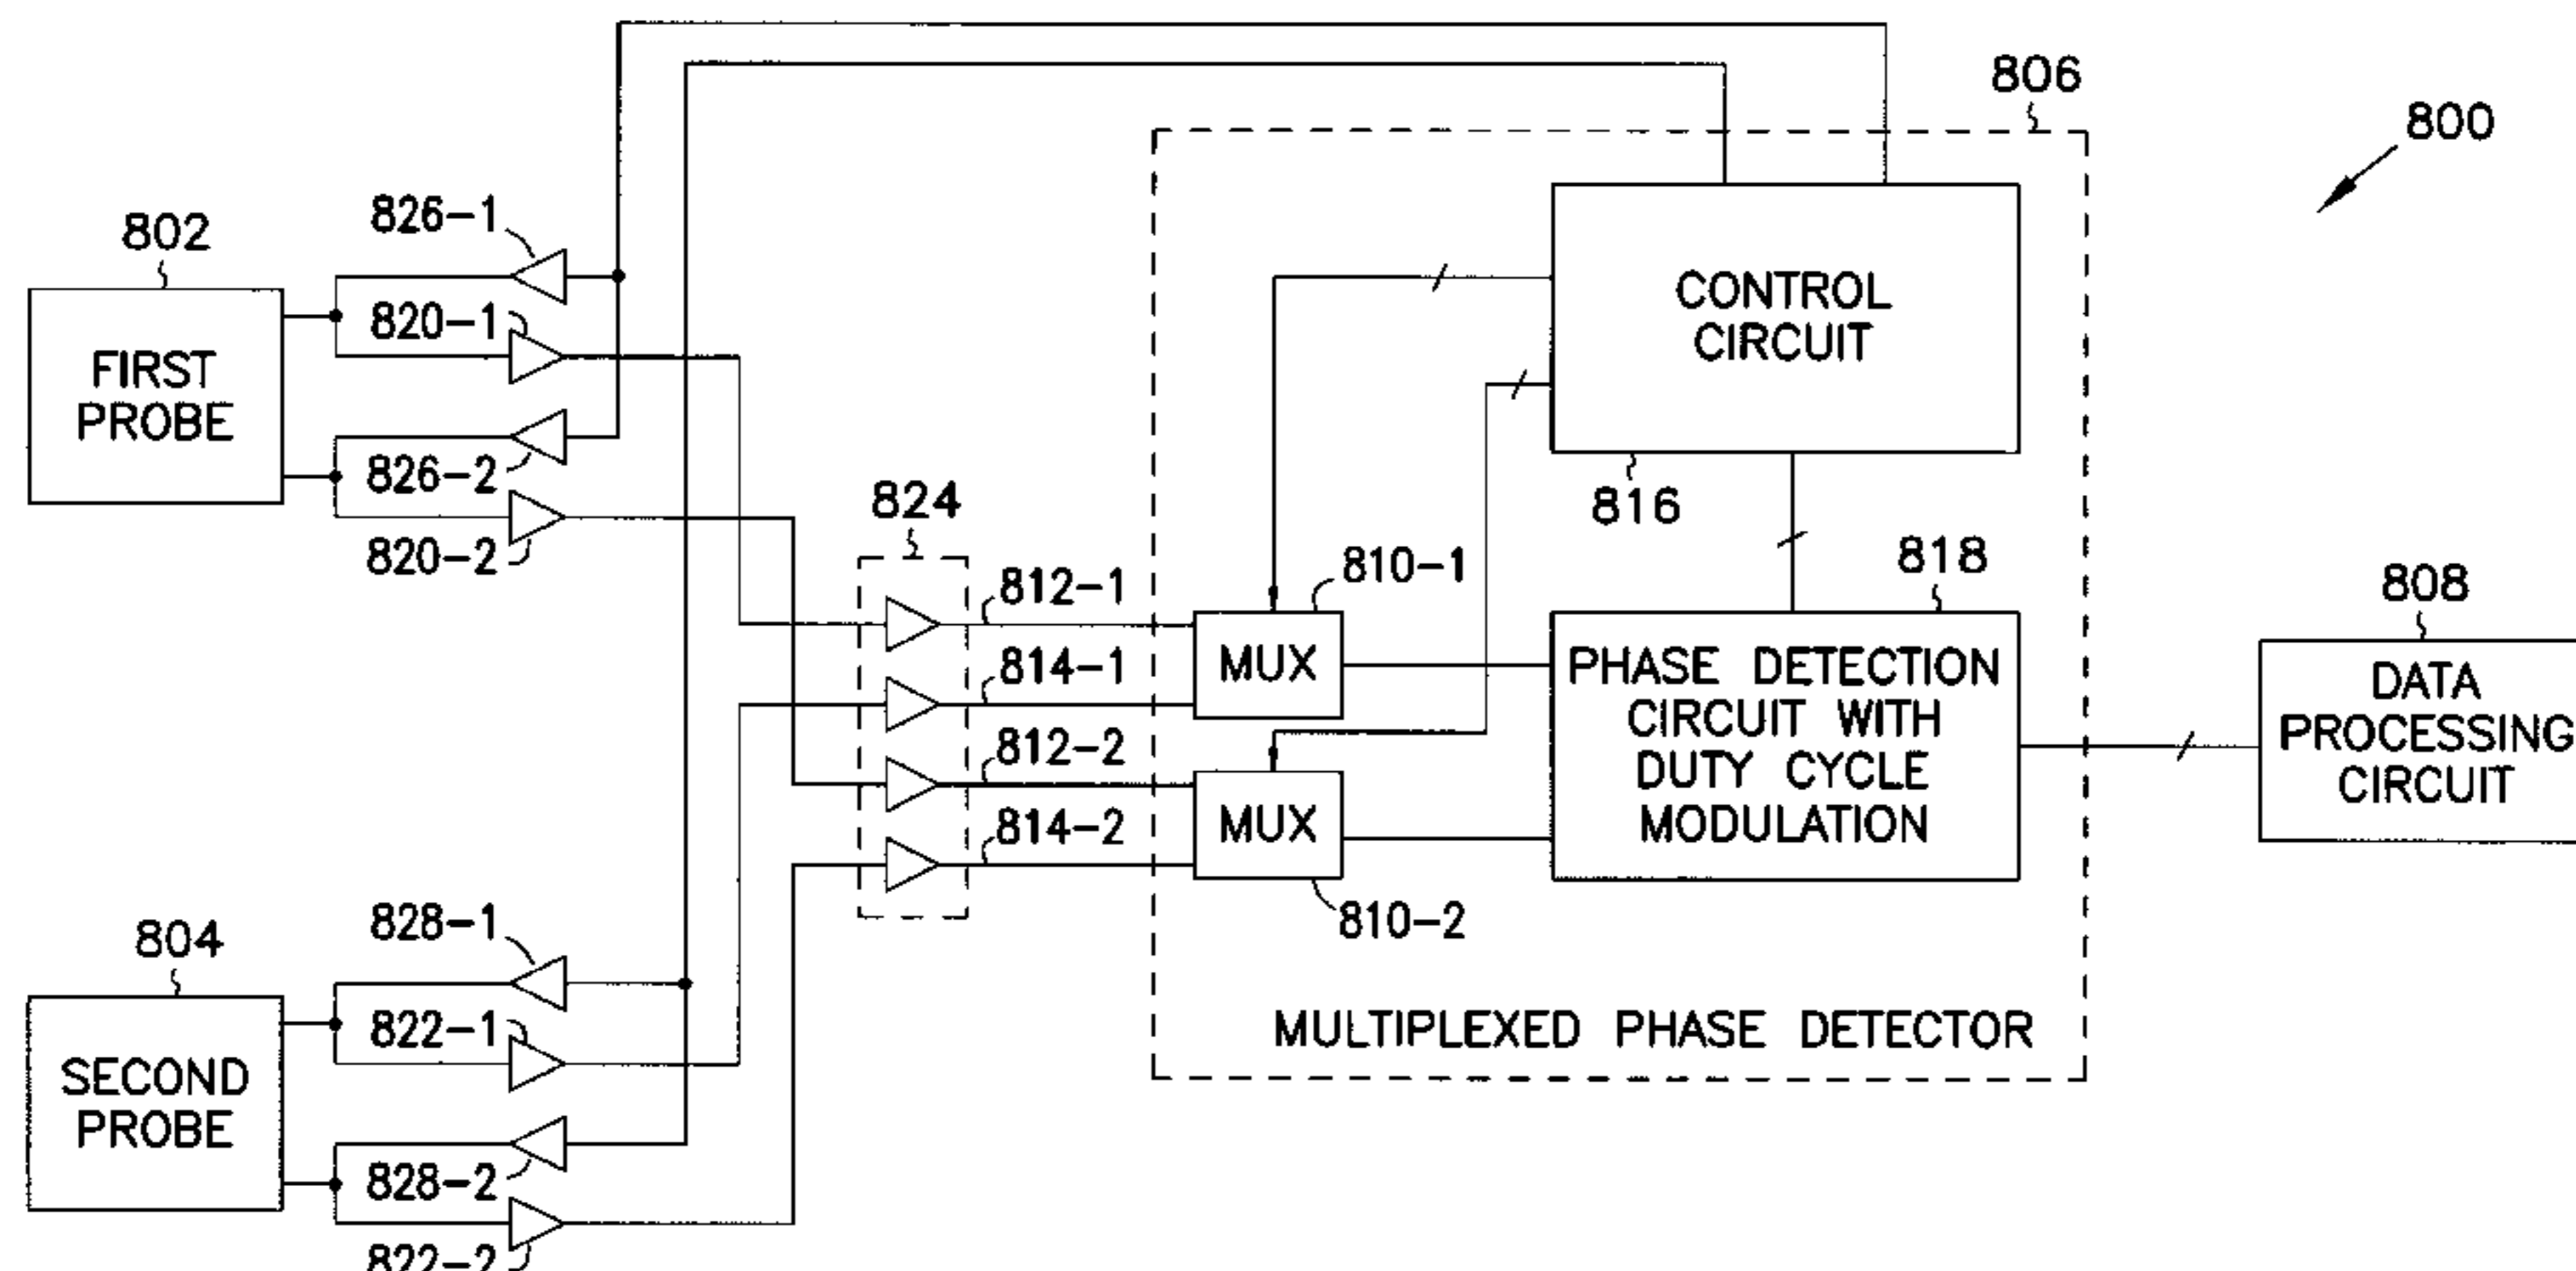 806
800
826-1
802
820-1
CONTROL
CIRCUIT
FIRST
PROBE
826-2
824
816
820-2
812-1
810-1
818
808
814-1
MUX
PHASE DETECTION
CIRCUIT WITH
DUTY CYCLE
MODULATION
DATA
PROCESSING
CIRCUIT
812-2
814-2
MUX
828-1
810-2
804
822-1
MULTIPLEXED PHASE DETECTOR
SECOND
PROBE
828-2
822-2